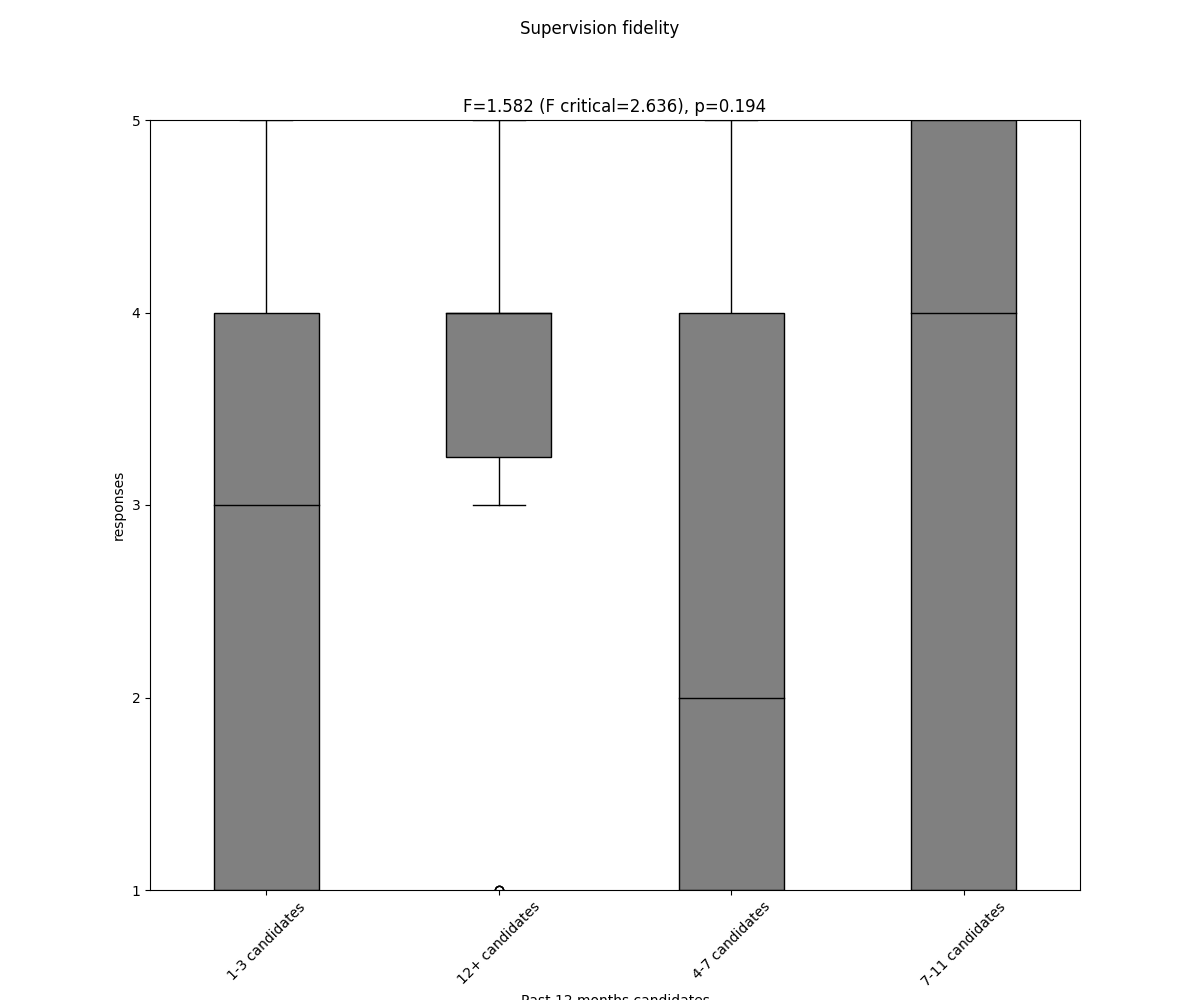 Supervision fidelity
F=1.582 (F critical=2.636), p=0.194
5
4
3
2
1
responses
1-3 candidates
12+ candidates
4-7 candidates
7-11 candidates
Past 12 months candidates